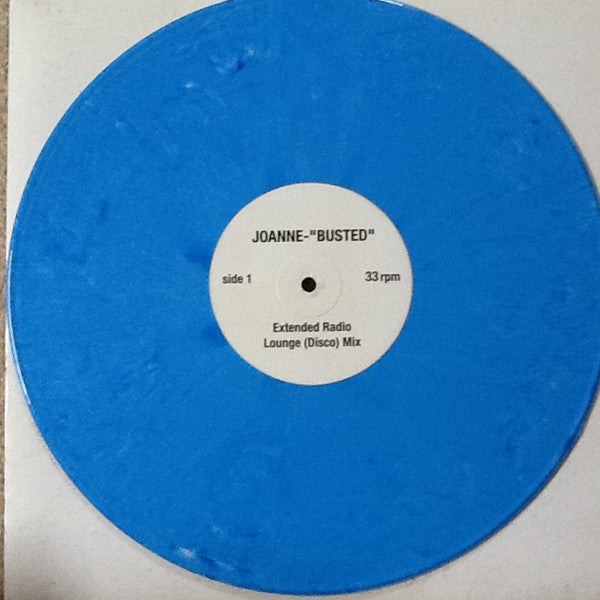 JOANNE-"BUSTED"
side 1
33 rpm
Extended Radio
Lounge (Disco) Mix